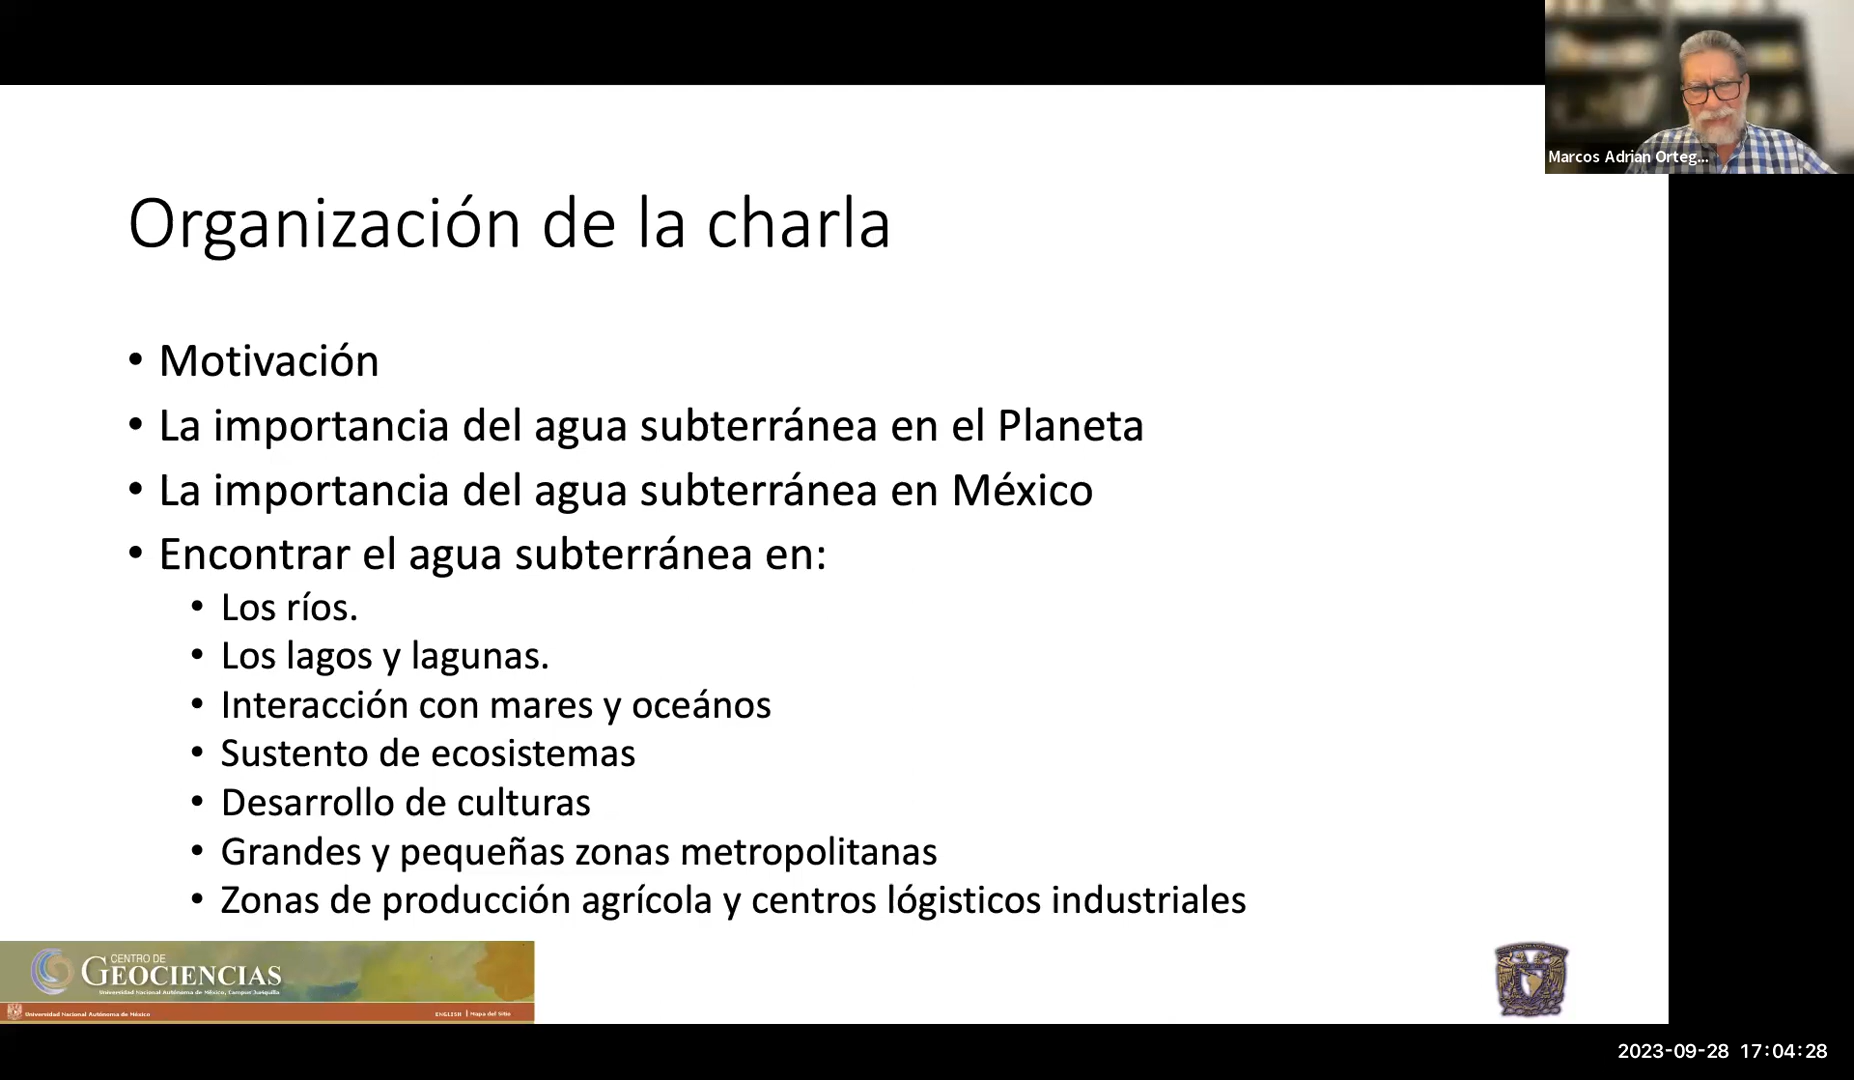 Marcos Adrian Orteg...
Organización de la charla
• Motivación
• La importancia del agua subterránea en el Planeta
• La importancia del agua subterránea en México
• Encontrar el agua subterránea en:
• Los ríos.
• Los lagos y lagunas.
• Interacción con mares y oceános
• Sustento de ecosistemas
• Desarrollo de culturas
• Grandes y pequeñas zonas metropolitanas
• Zonas de producción agrícola y centros lógisticos industriales
CENTRO DE
GEOCIENCIAS
Universidad Nacional Autónoma de México, Campus Juriquilla
Universidad Nacional Autónoma de México
ENGLISH | Mapa del Sitio
2023-09-28 17:04:28